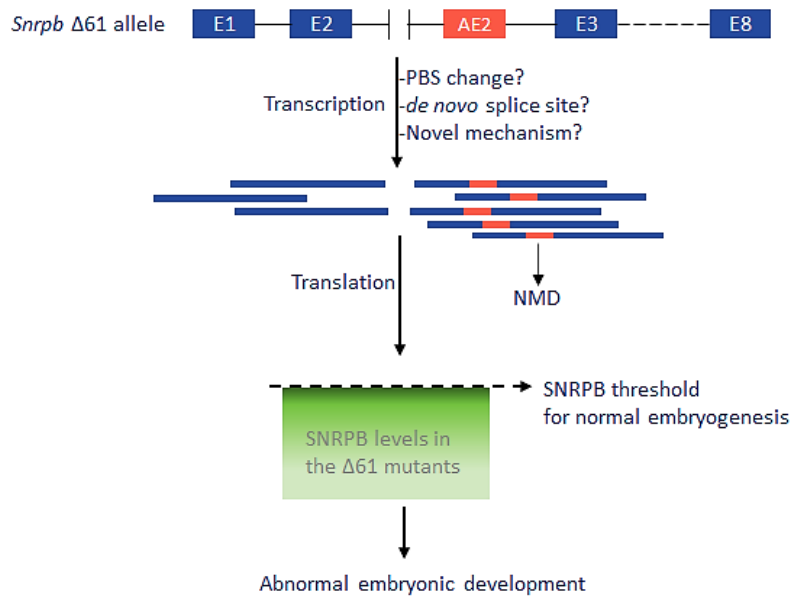 Snrpb Δ61 allele E1 E2 AE2 E3 E8
-PBS change?
Transcription -de novo splice site?
-Novel mechanism?
Translation
NMD
SNRPB threshold
for normal embryogenesis
SNRPB levels in
the Δ61 mutants
Abnormal embryonic development